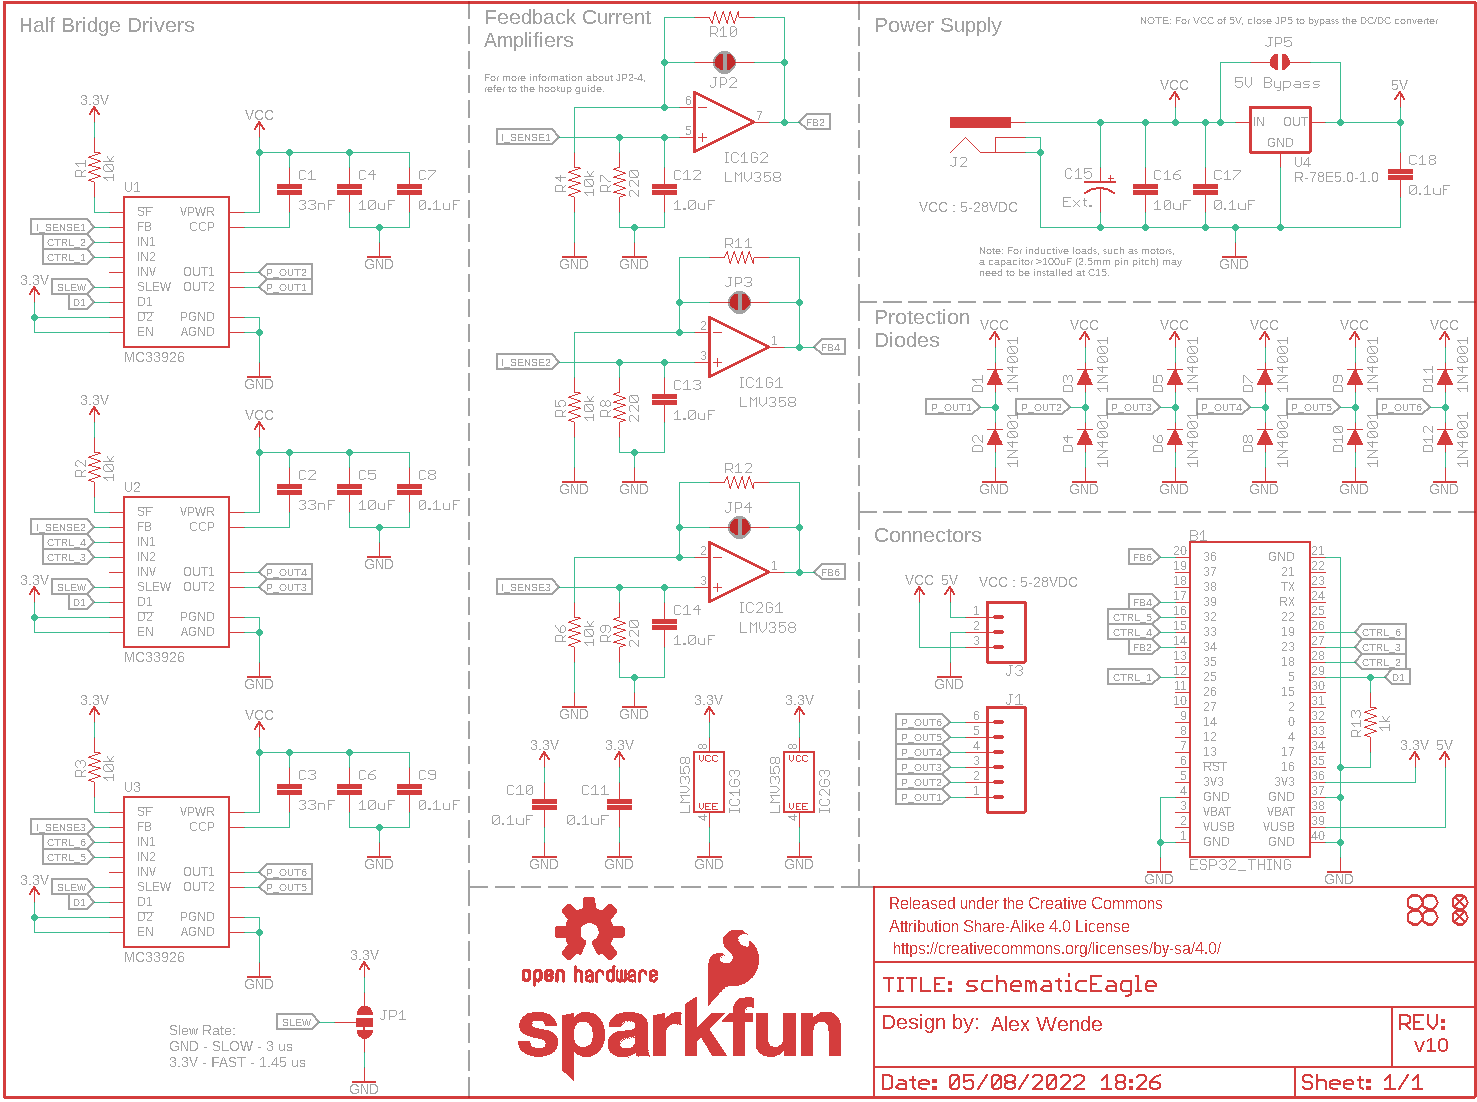 Half Bridge Drivers
3.3V
R1
10k
VCC
U1
C1
33nF
C4
10uF
C7
0.1uF
SF
VPWR
I_SENSE1
FB
CCP
CTRL_2
IN1
CTRL_1
IN2
INV
OUT1
P_OUT2
3.3V
SLEW
SLEW
OUT2
P_OUT1
D1
D1
D2
PGND
EN
AGND
MC33926
GND
GND
3.3V
R2
10k
VCC
U2
C2
33nF
C5
10uF
C8
0.1uF
SF
VPWR
I_SENSE2
FB
CCP
CTRL_4
IN1
CTRL_3
IN2
INV
OUT1
P_OUT4
3.3V
SLEW
SLEW
OUT2
P_OUT3
D1
D1
D2
PGND
EN
AGND
MC33926
GND
GND
3.3V
R3
10k
VCC
U3
C3
33nF
C6
10uF
C9
0.1uF
SF
VPWR
I_SENSE3
FB
CCP
CTRL_6
IN1
CTRL_5
IN2
INV
OUT1
P_OUT6
3.3V
SLEW
SLEW
OUT2
P_OUT5
D1
D1
D2
PGND
EN
AGND
MC33926
GND
GND
3.3V
SLEW
JP1
GND
Slew Rate:
GND - SLOW - 3 us
3.3V - FAST - 1.45 us
Feedback Current
Amplifiers
For more information about JP2-4,
refer to the hookup guide.
R10
JP2
6
5
7
FB2
I_SENSE1
IC1G2
LMV358
R4
10k
R7
220
C12
1.0uF
GND
GND
R11
JP3
2
3
1
FB4
I_SENSE2
IC1G1
LMV358
R5
10k
R8
220
C13
1.0uF
GND
GND
R12
JP4
2
3
1
FB6
I_SENSE3
IC2G1
LMV358
R6
10k
R9
220
C14
1.0uF
GND
GND
3.3V
C10
0.1uF
GND
3.3V
C11
0.1uF
GND
3.3V
8
VCC
LMV358
IC1G3
VEE
4
GND
3.3V
8
VCC
LMV358
IC2G3
VEE
4
GND
Power Supply
NOTE: For VCC of 5V, close JP5 to bypass the DC/DC converter
JP5
5V Bypass
VCC
5V
J2
IN
OUT
GND
U4
R-78E5.0-1.0
C15
Ext.
C16
10uF
C17
0.1uF
C18
0.1uF
VCC : 5-28VDC
GND
Note: For inductive loads, such as motors,
a capacitor >100uF (2.5mm pin pitch) may
need to be installed at C15.
Protection
Diodes
VCC
VCC
VCC
VCC
VCC
VCC
D1
1N4001
D3
1N4001
D5
1N4001
D7
1N4001
D9
1N4001
D11
1N4001
P_OUT1
P_OUT2
P_OUT3
P_OUT4
P_OUT5
P_OUT6
D2
1N4001
D4
1N4001
D6
1N4001
D8
1N4001
D10
1N4001
D12
1N4001
GND
GND
GND
GND
GND
GND
Connectors
VCC
5V
VCC : 5-28VDC
1
2
3
J3
GND
J1
P_OUT6
6
P_OUT5
5
P_OUT4
4
P_OUT3
3
P_OUT2
2
P_OUT1
1
B1
FB6
20
36
GND
21
19
37
21
22
18
38
TX
23
FB4
17
39
RX
24
CTRL_5
16
32
22
25
CTRL_4
15
33
19
26
CTRL_6
FB2
14
34
23
27
CTRL_3
13
35
18
28
CTRL_2
CTRL_1
12
25
5
29
D1
11
26
15
30
10
27
2
31
9
14
0
32
8
12
4
33
7
13
17
34
6
RST
16
35
5
3V3
3V3
36
4
GND
GND
37
3
VBAT
VBAT
38
2
VUSB
VUSB
39
1
GND
GND
40
R13
1k
3.3V
5V
GND
ESP32_THING
GND
open hardware
sparkfun
Released under the Creative Commons
Attribution Share-Alike 4.0 License
https://creativecommons.org/licenses/by-sa/4.0/
TITLE: schematicEagle
Design by: Alex Wende
REV:
v10
Date: 05/08/2022 18:26
Sheet: 1/1